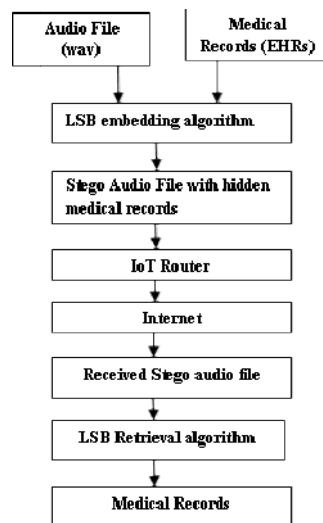 Audio File
(wav)
Medical
Records (EHRs)
LSB embedding algorithm
Stego Audio File with hidden
medical records
IoT Router
Internet
Received Stego audio file
LSB Retrieval algorithm
Medical Records